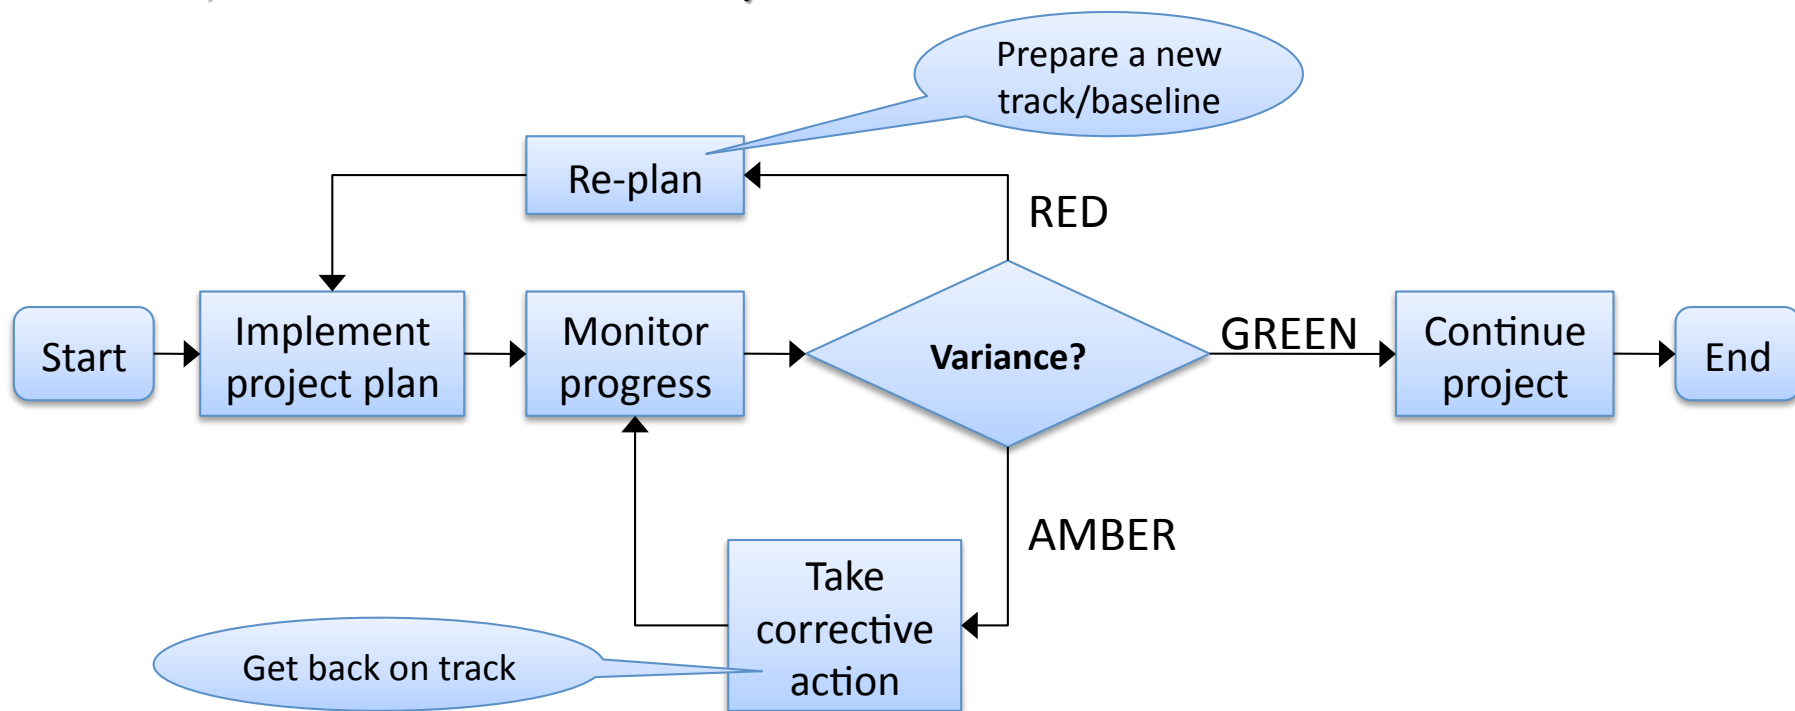 Prepare a new
track/baseline
Re-plan
RED
Start
Implement
project plan
Monitor
progress
Variance?
GREEN
Continue
project
End
AMBER
Take
corrective
action
Get back on track